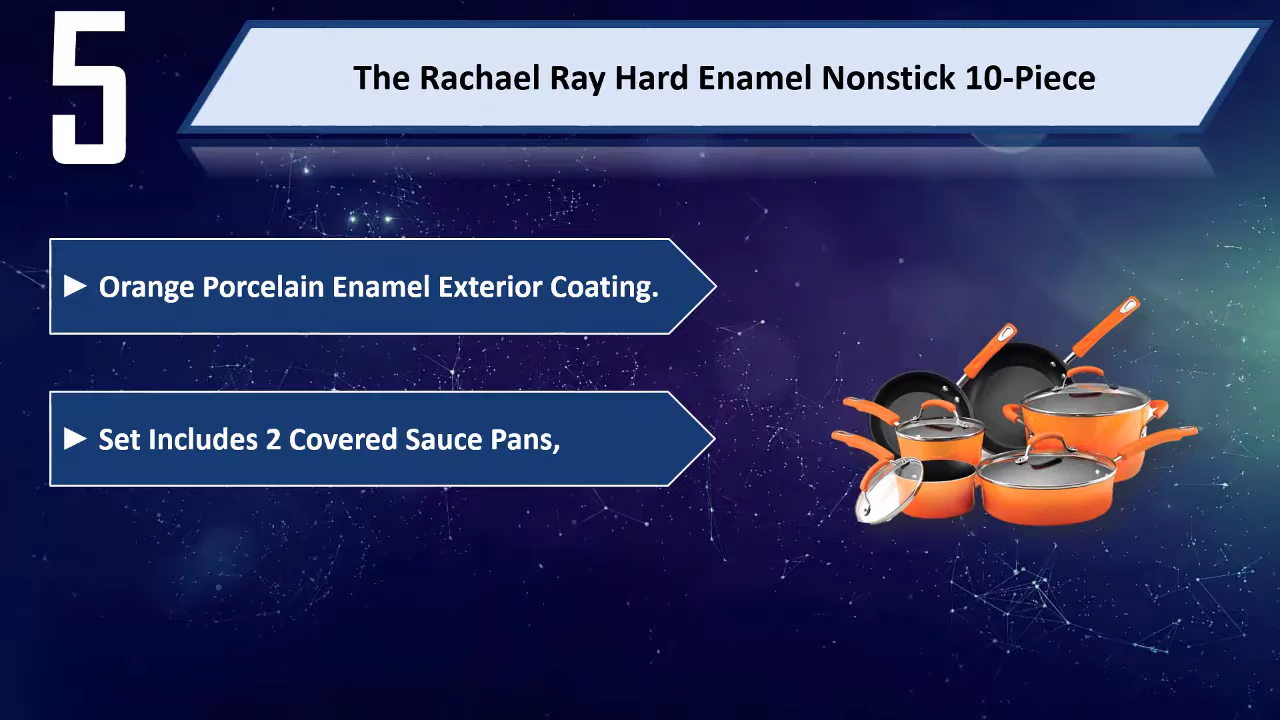 5
The Rachael Ray Hard Enamel Nonstick 10-Piece
► Orange Porcelain Enamel Exterior Coating.
► Set Includes 2 Covered Sauce Pans,